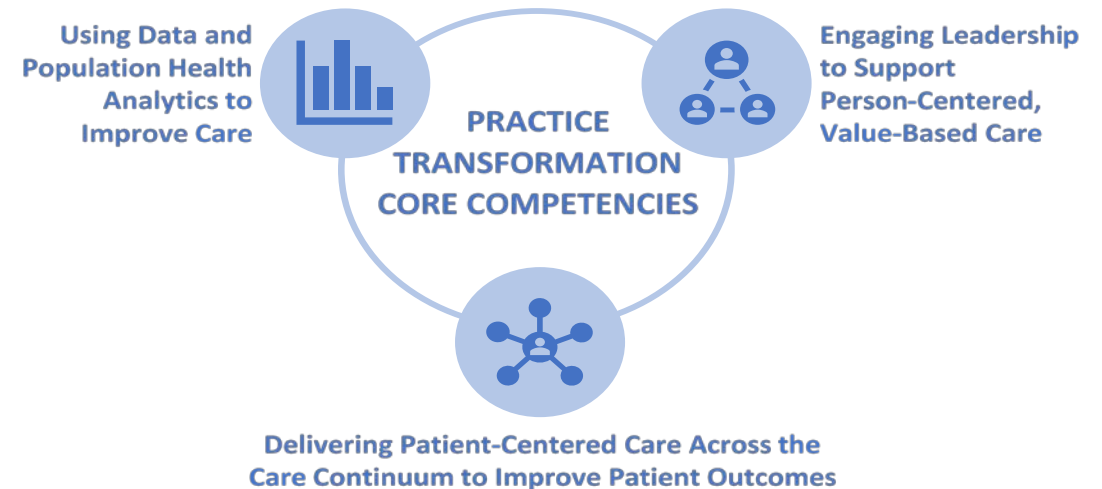 Using Data and
Population Health
Analytics to
Improve Care
Engaging Leadership
to Support
Person-Centered,
Value-Based Care
PRACTICE
TRANSFORMATION
CORE COMPETENCIES
Delivering Patient-Centered Care Across the
Care Continuum to Improve Patient Outcomes